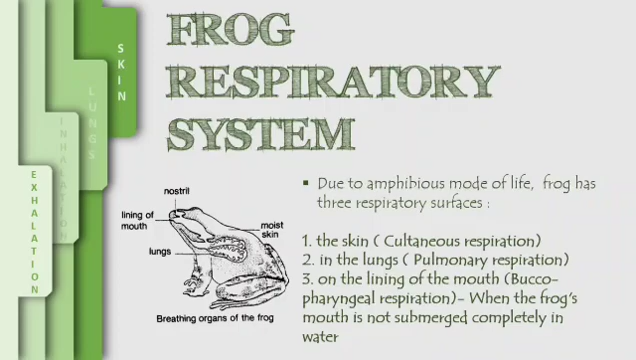 SKIN
LUNGS
INHALATION
EXHALATION
FROG
RESPIRATORY
SYSTEM
nostril
lining of
mouth
moist
skin
lungs
Breathing organs of the frog
▪ Due to amphibious mode of life, frog has
three respiratory surfaces :
1. the skin ( Cultaneous respiration)
2. in the lungs ( Pulmonary respiration)
3. on the lining of the mouth (Bucco-
pharyngeal respiration)- When the frog's
mouth is not submerged completely in
water